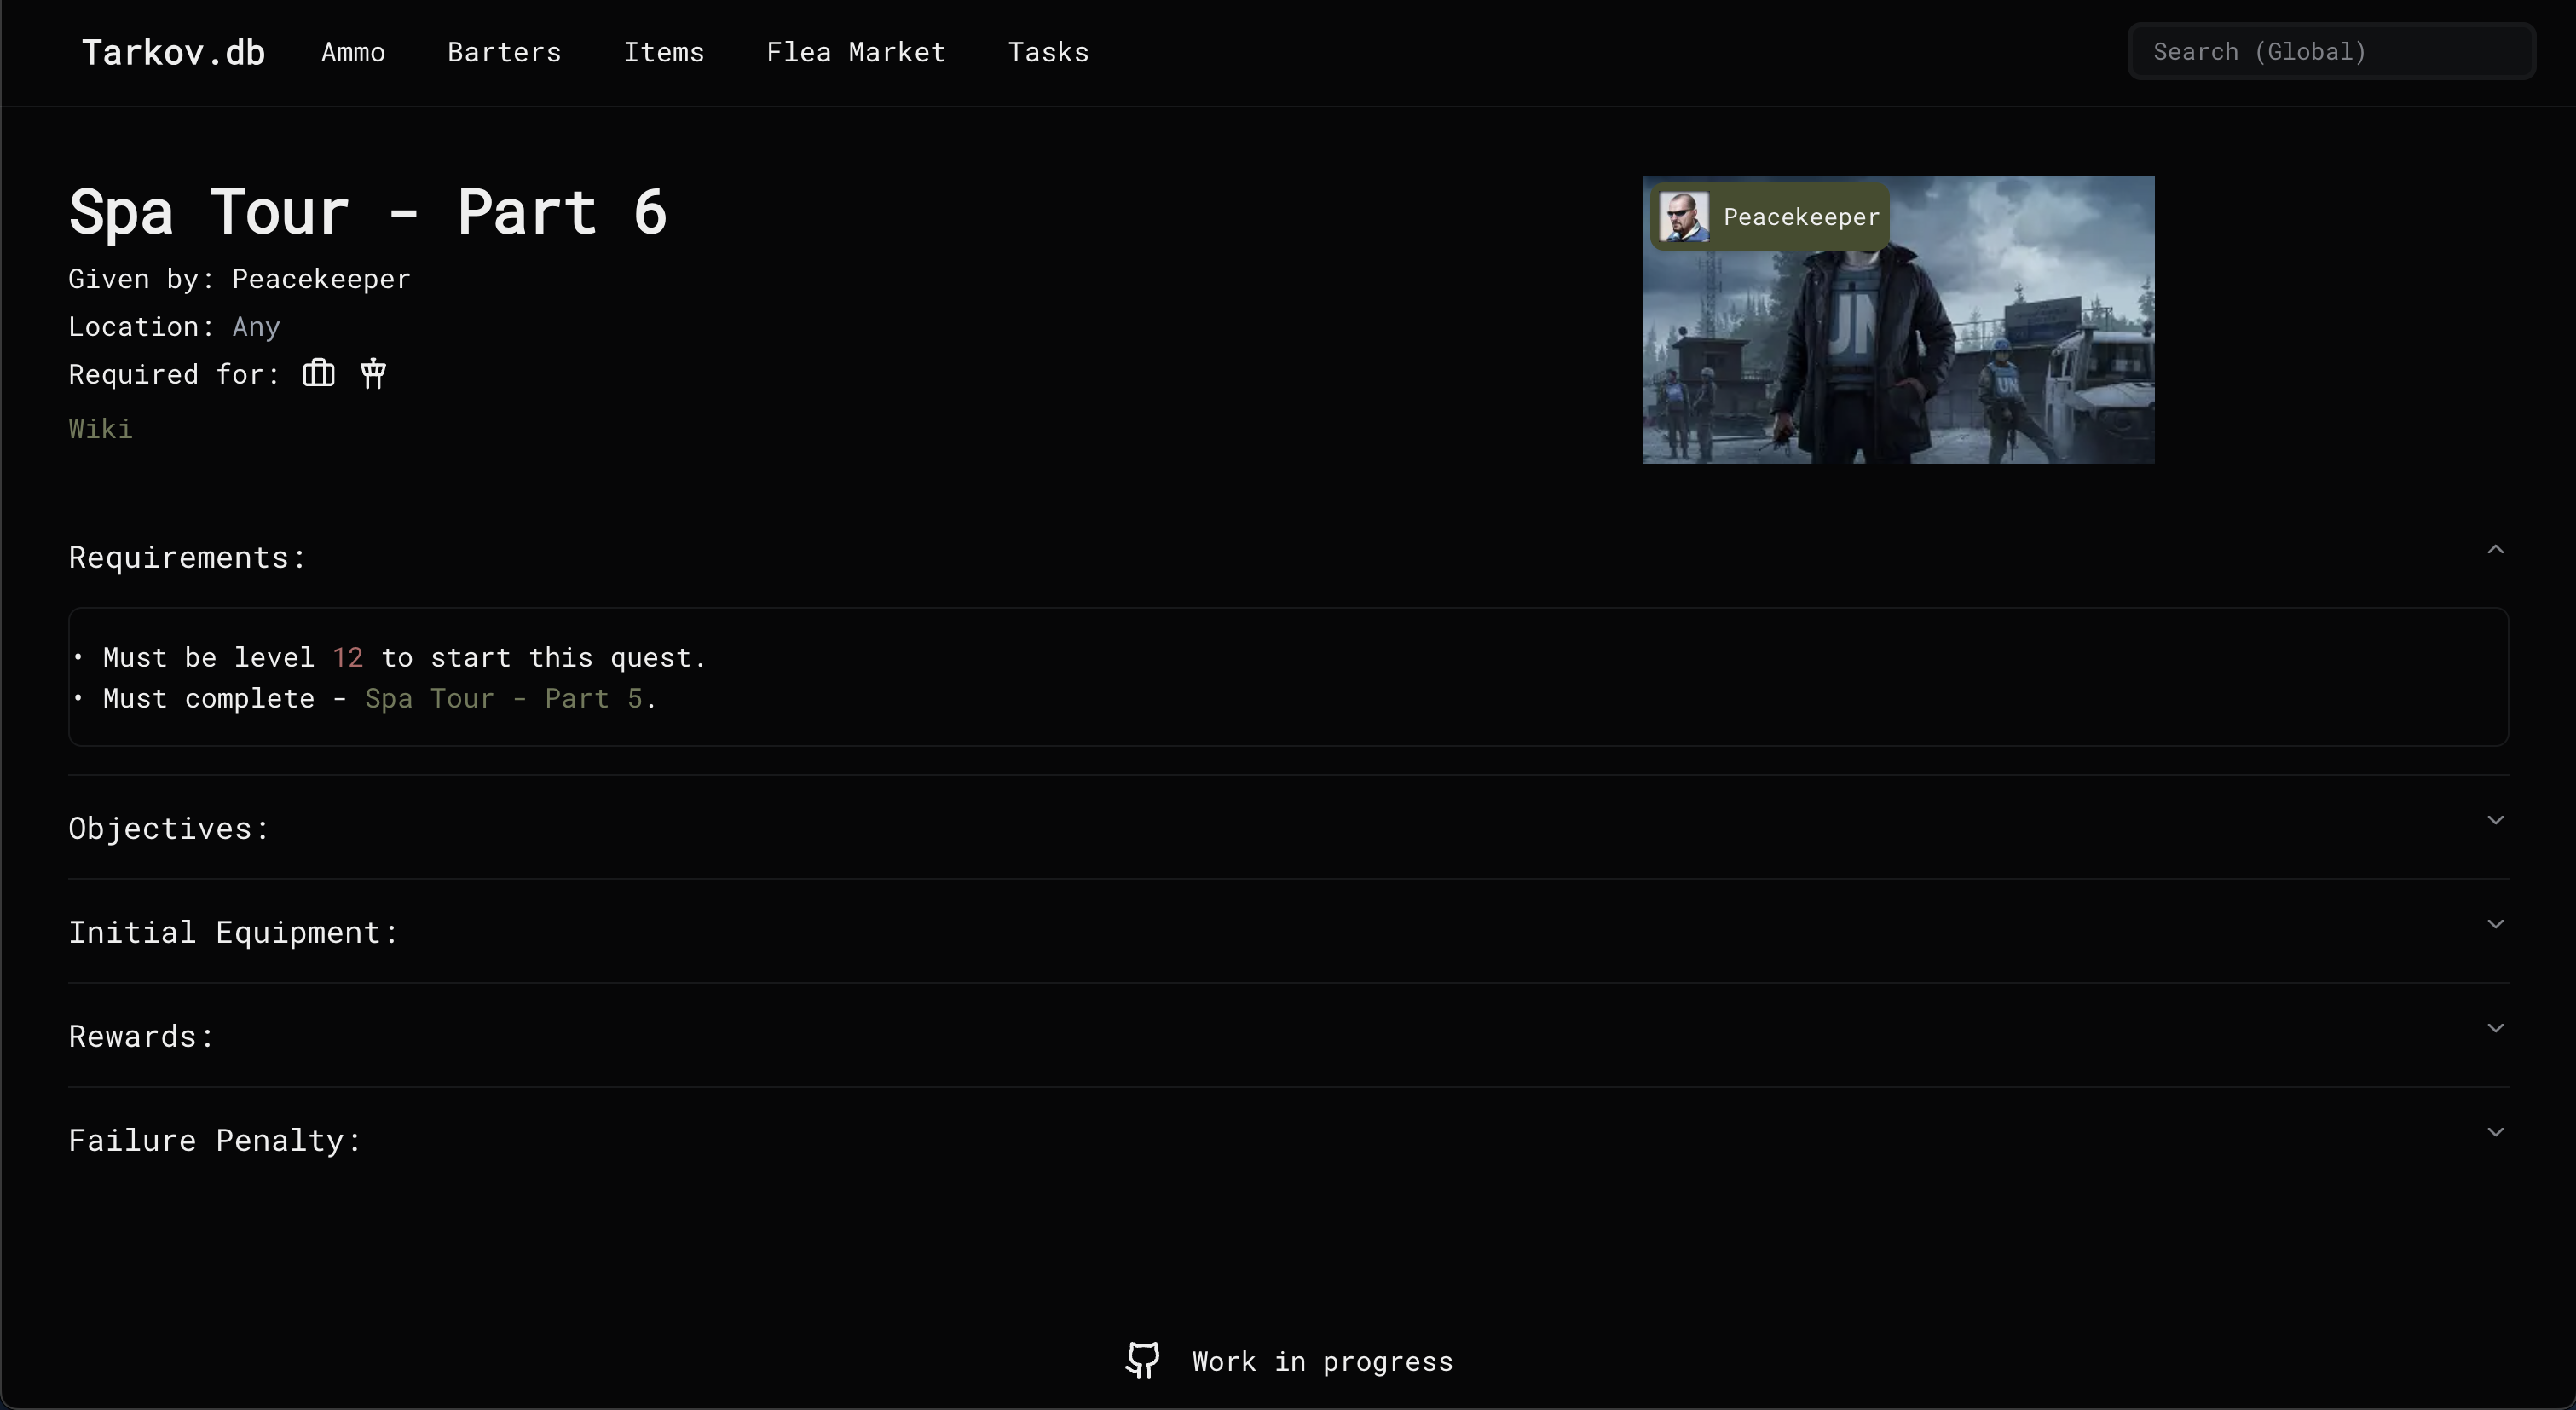 Tarkov.db Ammo Barters Items Flea Market Tasks Search (Global)
Spa Tour - Part 6
Peacekeeper
Given by: Peacekeeper
Location: Any
Required for:
Wiki
UN
UN
Requirements:
• Must be level 12 to start this quest.
• Must complete - Spa Tour - Part 5.
Objectives:
Initial Equipment:
Rewards:
Failure Penalty:
Work in progress